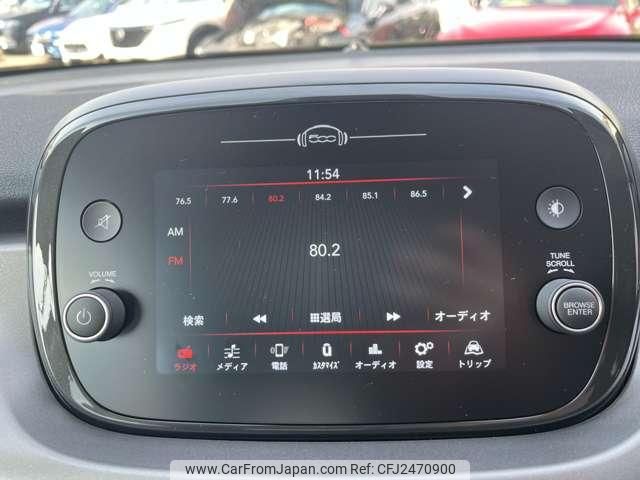 500
11:54
76.5 77.6 80.2 84.2 85.1 86.5
AM
FM
80.2
VOLUME
TUNE
SCROLL
BROWSE
ENTER
検索 選局 オーディオ
ラジオ メディア 電話 ｶｽﾀﾏｲｽﾞ オーディオ 設定 トリップ
www.CarFromJapan.com - CFJ2470900